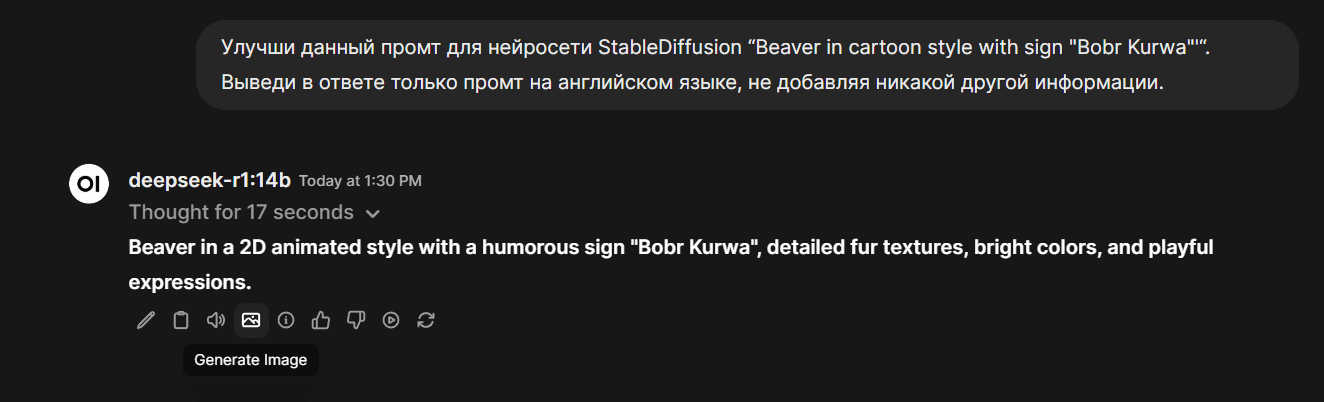 Улучши данный промт для нейросети StableDiffusion “Beaver in cartoon style with sign "Bobr Kurwa"'“.
Выведи в ответе только промт на английском языке, не добавляя никакой другой информации.
OI
deepseek-r1:14b Today at 1:30 PM
Thought for 17 seconds
Beaver in a 2D animated style with a humorous sign "Bobr Kurwa", detailed fur textures, bright colors, and playful
expressions.
Generate Image